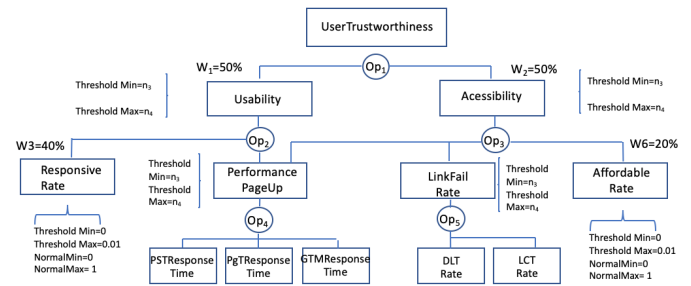 UserTrustworthiness
W₁=50%
Op₁
W₂=50%
Threshold Min=n₃
Threshold Max=n₄
Usability
Acessibility
Threshold Min=n₃
Threshold Max=n₄
W3=40%
Op₂
Op₃
W6=20%
Responsive
Rate
Threshold
Min=n₃
Threshold
Max=n₄
Performance
PageUp
LinkFail
Rate
Threshold
Min=n₃
Threshold
Max=n₄
Affordable
Rate
Op₄
Op₅
Threshold Min=0
Threshold Max=0.01
NormalMin=0
NormalMax= 1
PSTResponse
Time
PgTResponse
Time
GTMResponse
Time
DLT
Rate
LCT
Rate
Threshold Min=0
Threshold Max=0.01
NormalMin=0
NormalMax= 1